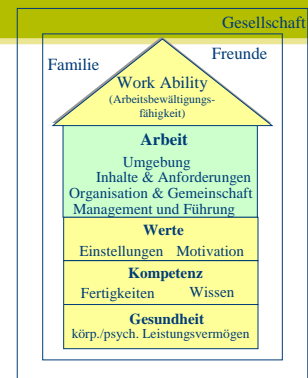 Gesellschaft
Familie
Freunde
Work Ability
(Arbeitsbewältigungs-
fähigkeit)
Arbeit
Umgebung
Inhalte & Anforderungen
Organisation & Gemeinschaft
Management und Führung
Werte
Einstellungen Motivation
Kompetenz
Fertigkeiten Wissen
Gesundheit
körp./psych. Leistungsvermögen